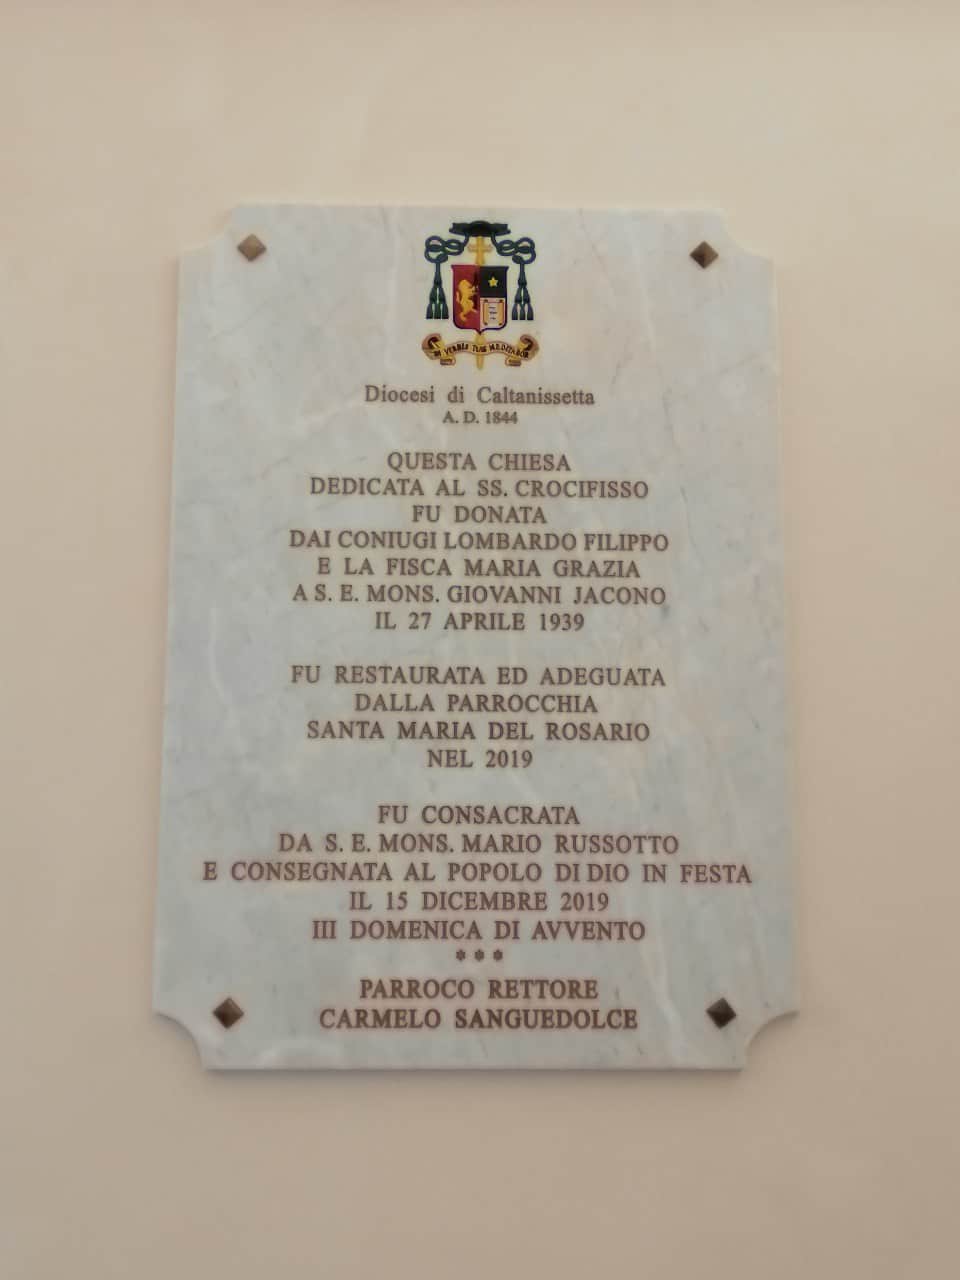 IN VERBIS TUIS MEDITABOR
Diocesi di Caltanissetta
A. D. 1844
QUESTA CHIESA
DEDICATA AL SS. CROCIFISSO
FU DONATA
DAI CONIUGI LOMBARDO FILIPPO
E LA FISCA MARIA GRAZIA
A S. E. MONS. GIOVANNI JACONO
IL 27 APRILE 1939
FU RESTAURATA ED ADEGUATA
DALLA PARROCCHIA
SANTA MARIA DEL ROSARIO
NEL 2019
FU CONSACRATA
DA S. E. MONS. MARIO RUSSOTTO
E CONSEGNATA AL POPOLO DI DIO IN FESTA
IL 15 DICEMBRE 2019
III DOMENICA DI AVVENTO
***
PARROCO RETTORE
CARMELO SANGUEDOLCE